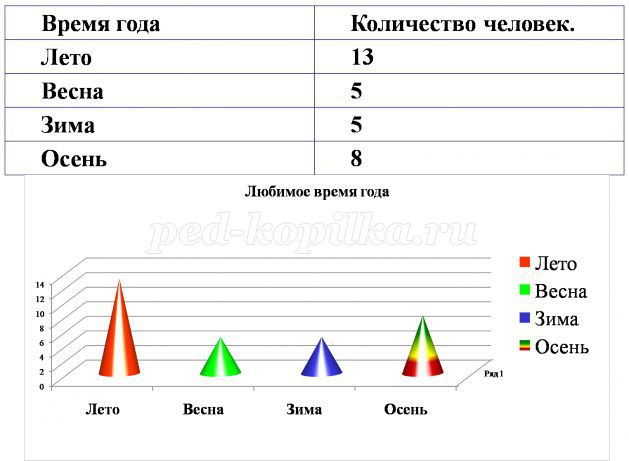 Время года Количество человек.
Лето 13
Весна 5
Зима 5
Осень 8
Любимое время года
ped-kopilka.ru
14
12
10
8
6
4
2
0
Лето Весна Зима Осень
Ряд 1
Лето
Весна
Зима
Осень